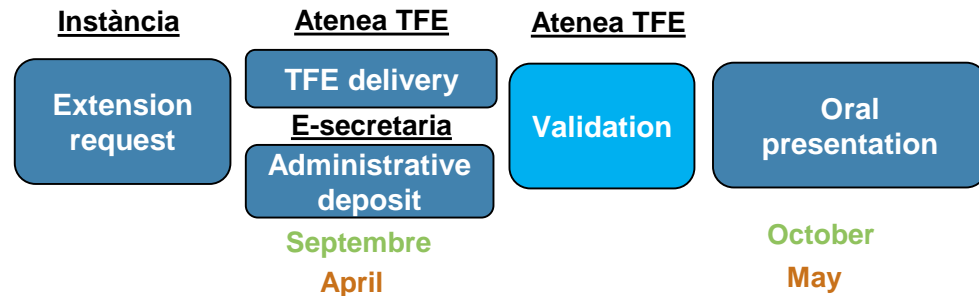 Instància
Extension
request
Atenea TFE
TFE delivery
E-secretaria
Administrative
deposit
Septembre
April
Atenea TFE
Validation
Oral
presentation
October
May